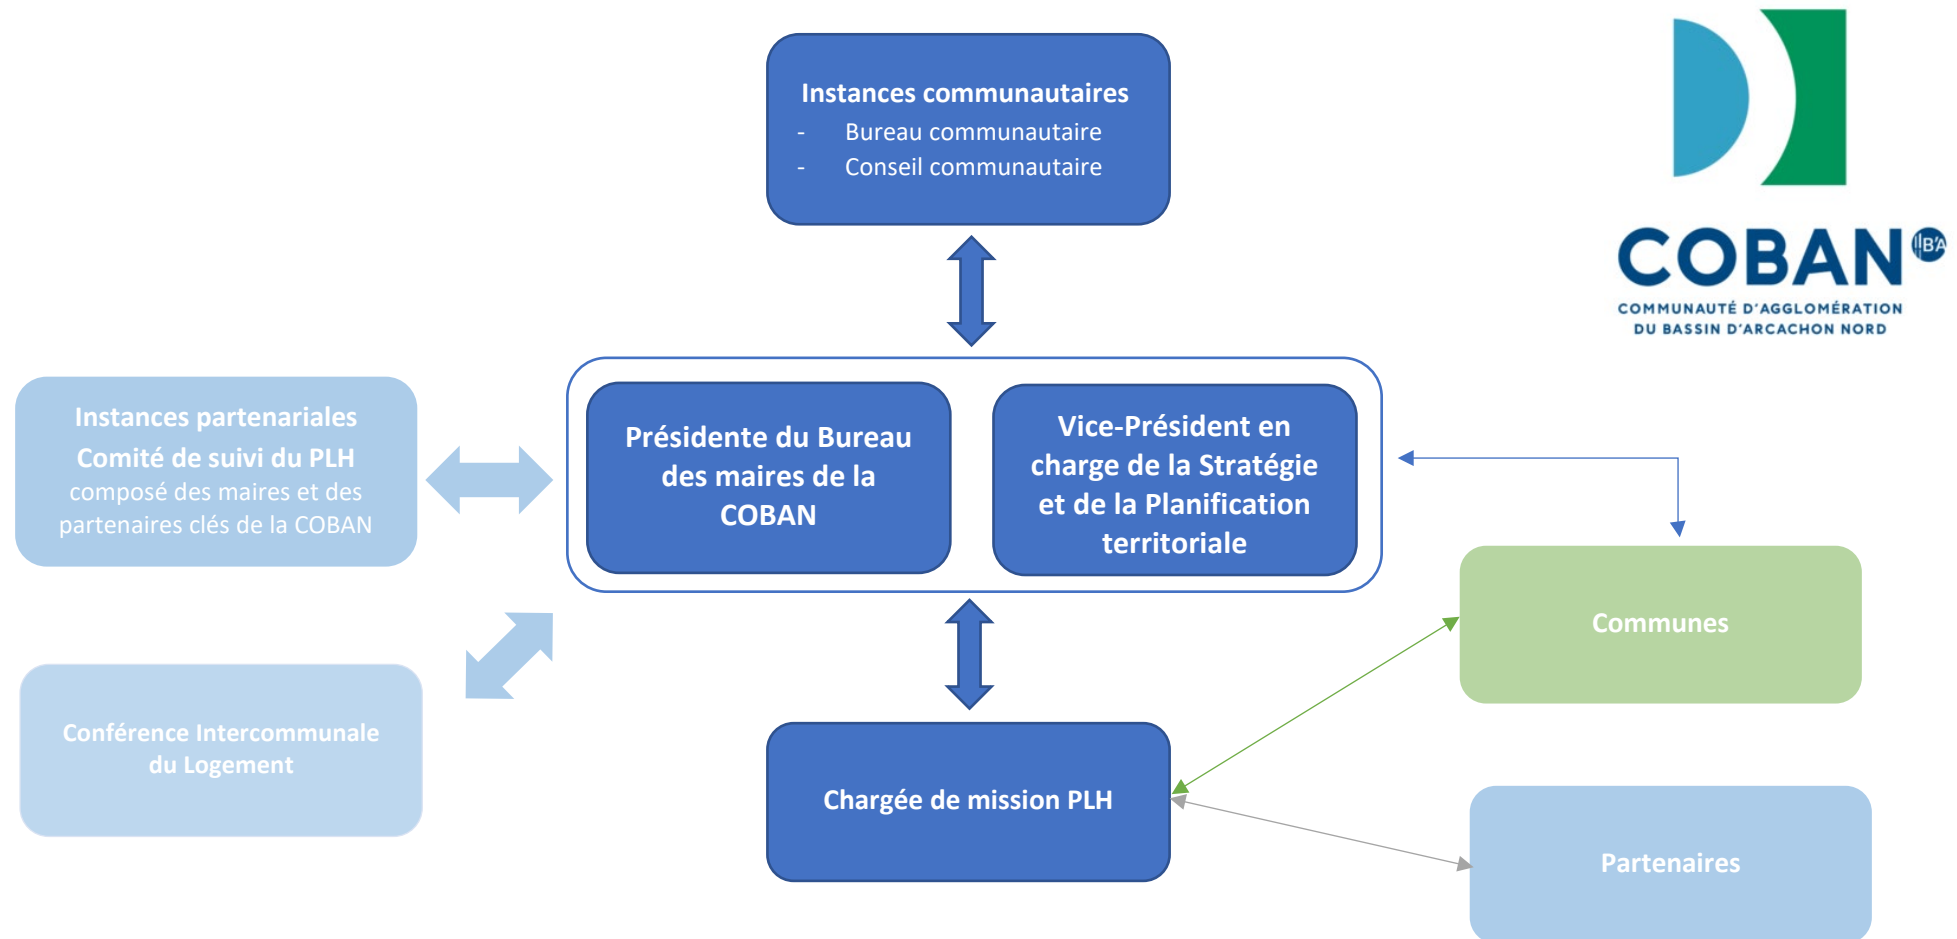 Instances communautaires
- Bureau communautaire
- Conseil communautaire
COBAN
B'A
COMMUNAUTÉ D'AGGLOMÉRATION
DU BASSIN D'ARCACHON NORD
Instances partenariales
Comité de suivi du PLH
composé des maires et des
partenaires clés de la COBAN
Présidente du Bureau
des maires de la
COBAN
Vice-Président en
charge de la Stratégie
et de la Planification
territoriale
Communes
Conférence Intercommunale
du Logement
Chargée de mission PLH
Partenaires